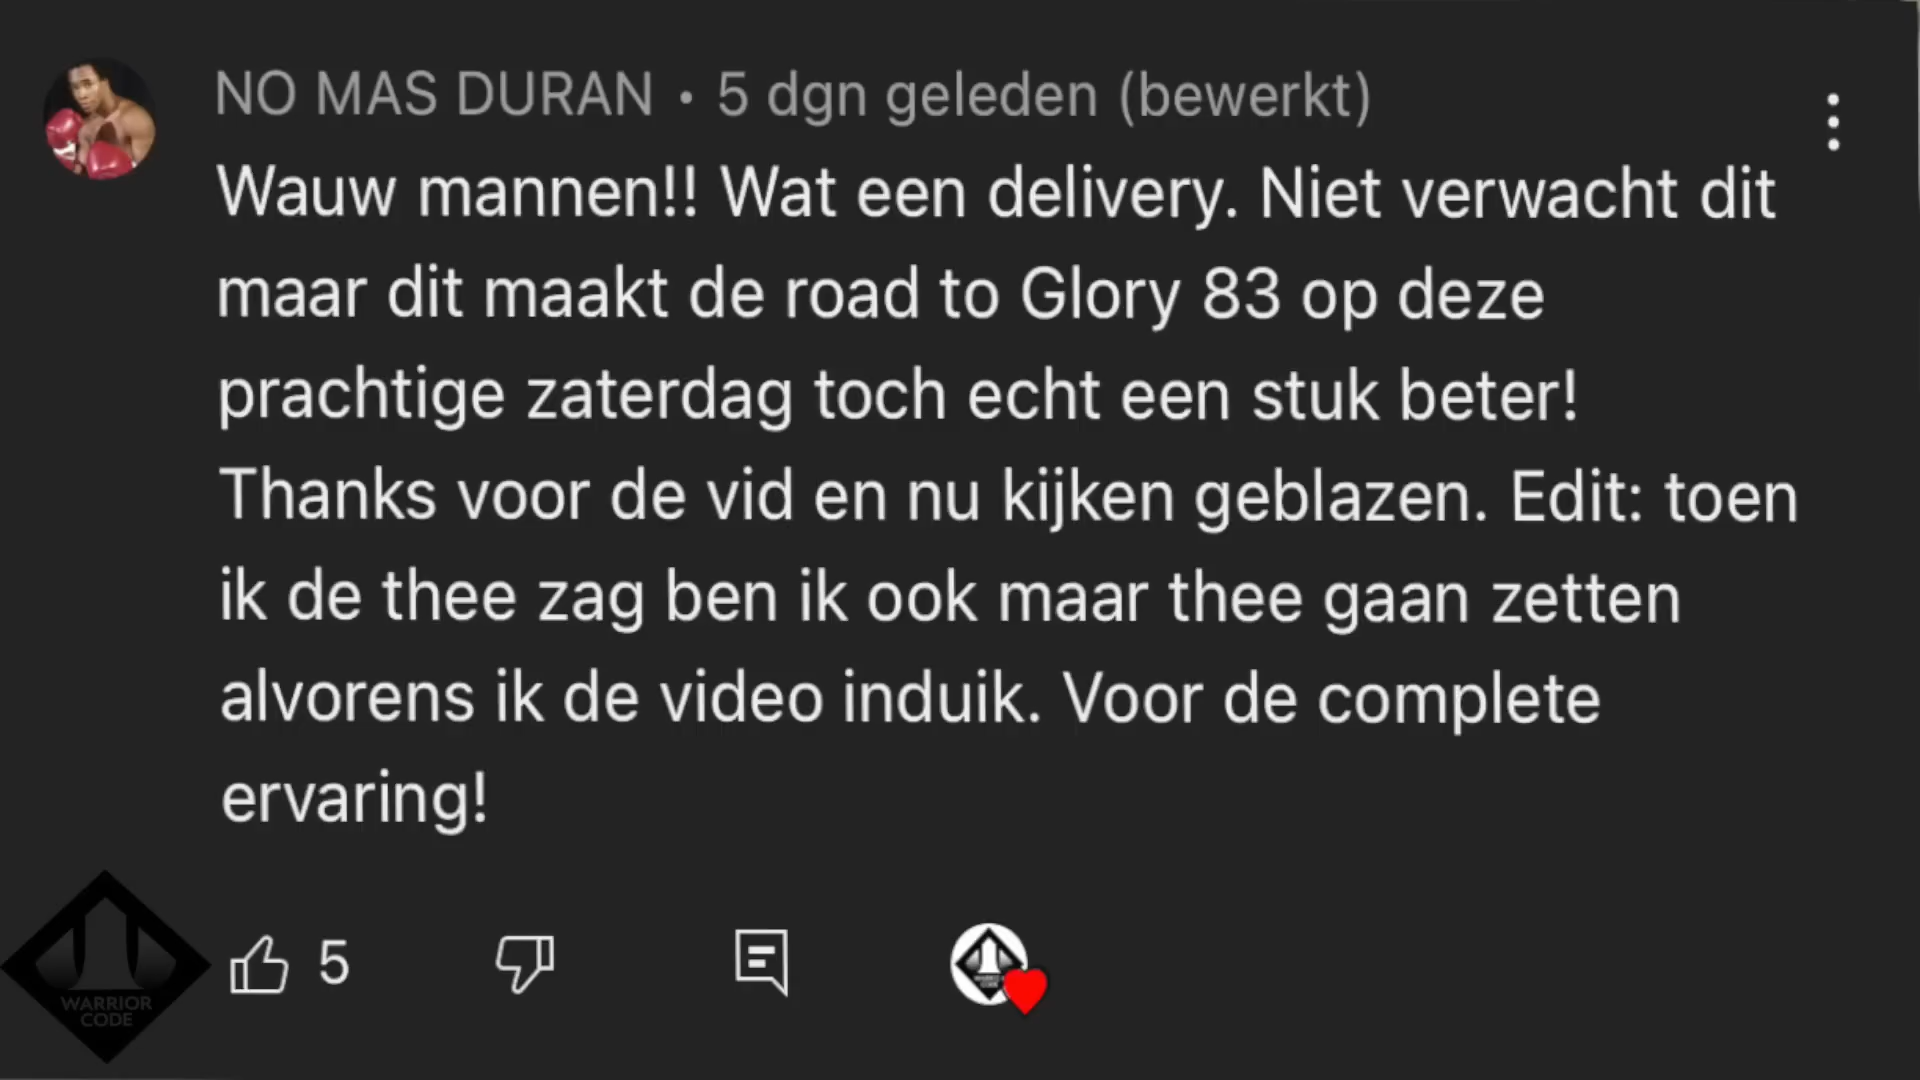 NO MAS DURAN • 5 dgn geleden (bewerkt)
Wauw mannen!! Wat een delivery. Niet verwacht dit
maar dit maakt de road to Glory 83 op deze
prachtige zaterdag toch echt een stuk beter!
Thanks voor de vid en nu kijken geblazen. Edit: toen
ik de thee zag ben ik ook maar thee gaan zetten
alvorens ik de video induik. Voor de complete
ervaring!
5
WARRIOR
CODE